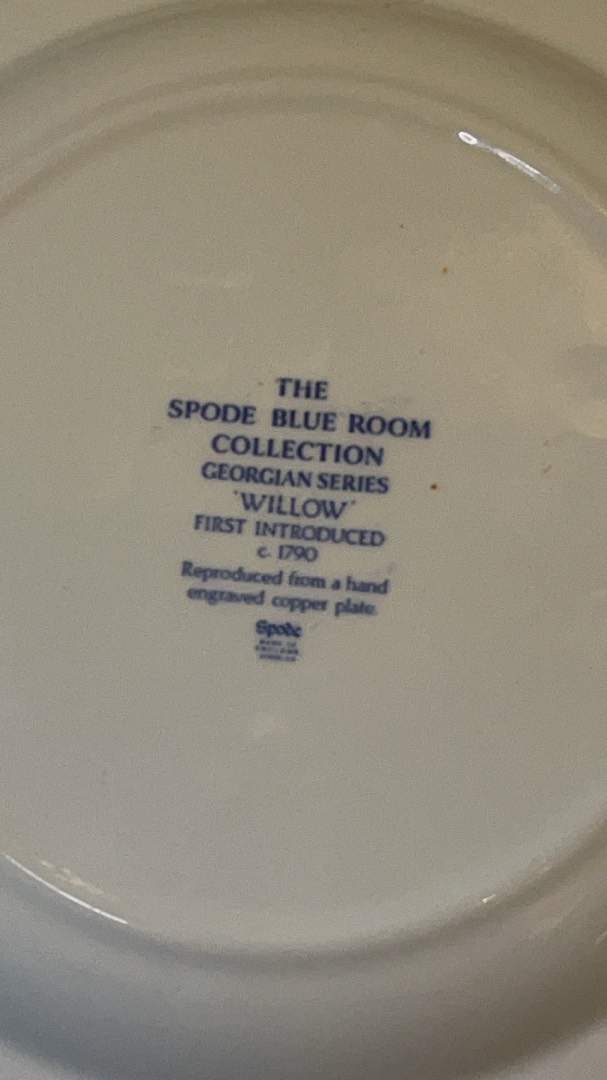 THE
SPODE BLUE ROOM
COLLECTION
GEORGIAN SERIES
'WILLOW'
FIRST INTRODUCED
c. 1790
Reproduced from a hand
engraved copper plate.
Spode